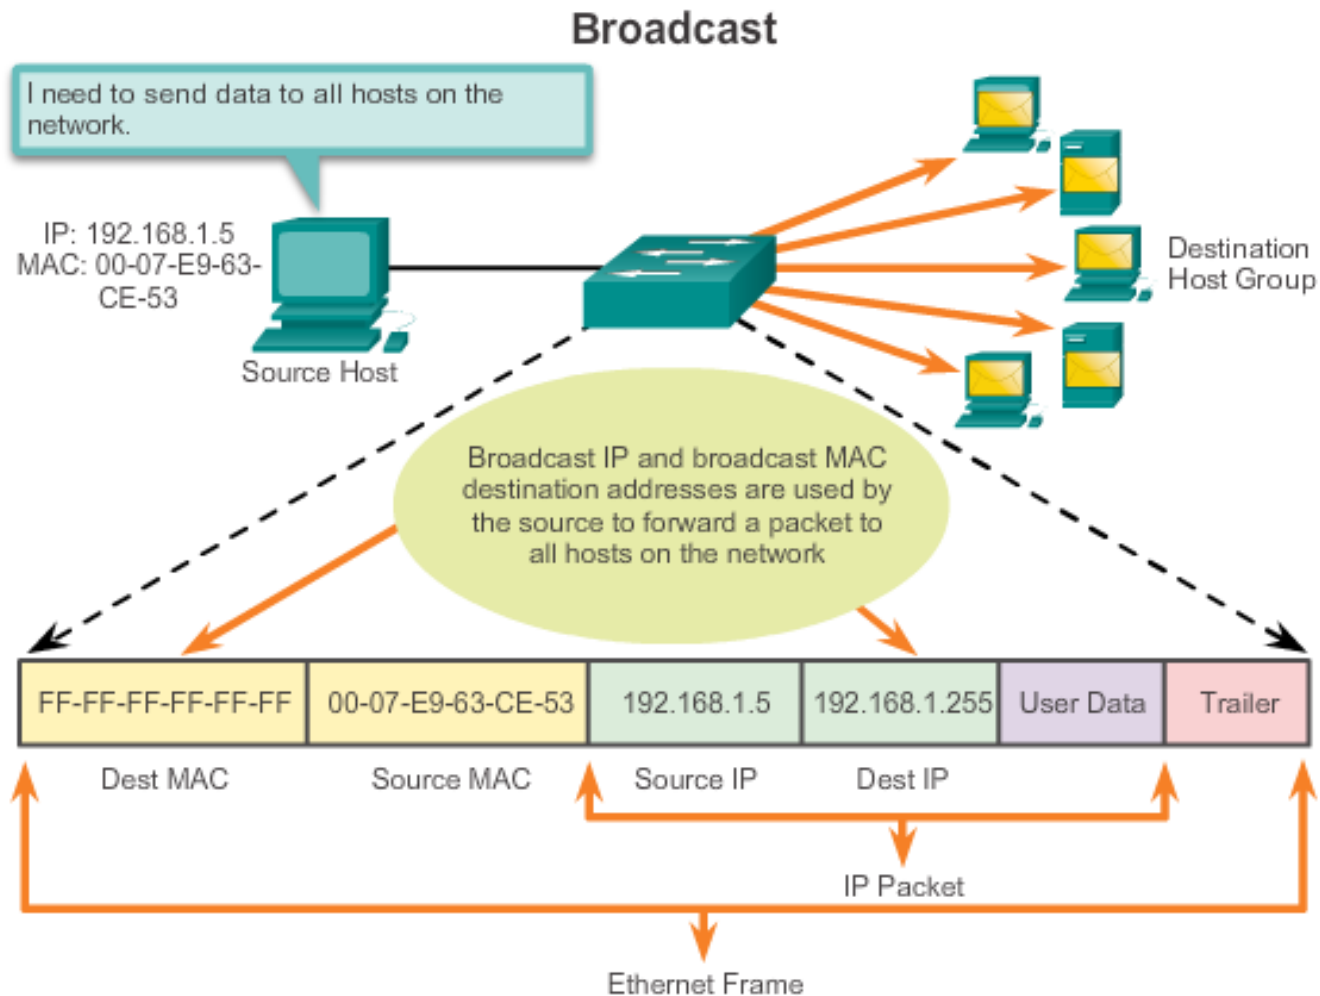 Broadcast
I need to send data to all hosts on the
network.
IP: 192.168.1.5
MAC: 00-07-E9-63-
CE-53
Source Host
Destination
Host Group
Broadcast IP and broadcast MAC
destination addresses are used by
the source to forward a packet to
all hosts on the network
FF-FF-FF-FF-FF-FF
00-07-E9-63-CE-53
192.168.1.5
192.168.1.255
User Data
Trailer
Dest MAC
Source MAC
Source IP
Dest IP
IP Packet
Ethernet Frame